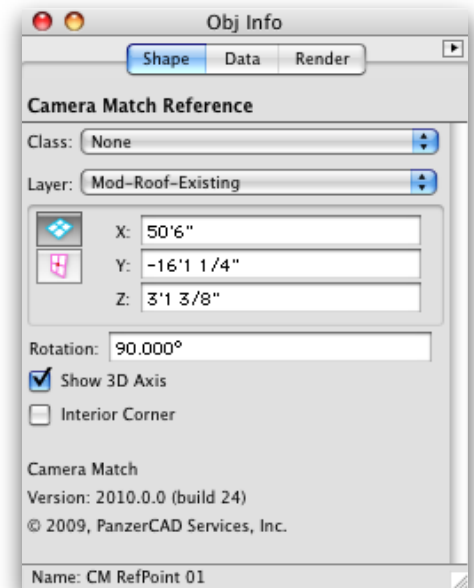 Obj Info
Shape Data Render
Camera Match Reference
Class: None
Layer: Mod-Roof-Existing
X: 50'6"
Y: -16'1 1/4"
Z: 3'1 3/8"
Rotation: 90.000°
Show 3D Axis
Interior Corner
Camera Match
Version: 2010.0.0 (build 24)
© 2009, PanzerCAD Services, Inc.
Name: CM RefPoint 01